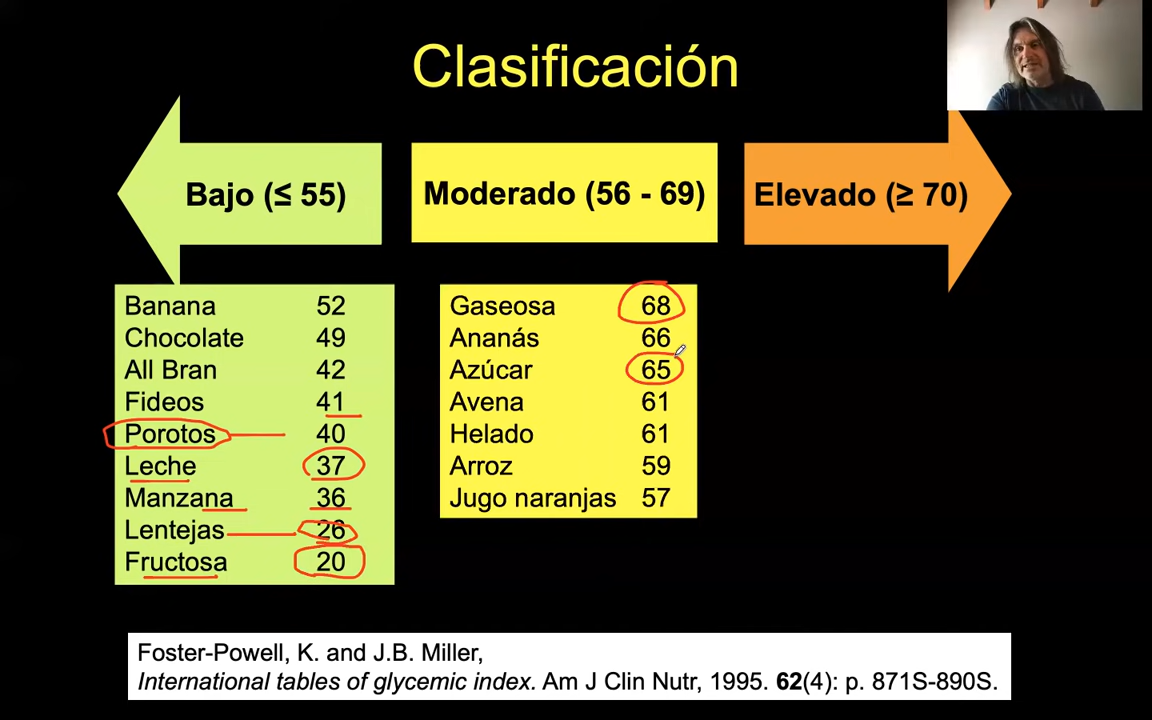 Clasificación
Bajo (≤ 55)
Moderado (56 - 69)
Elevado (≥ 70)
Banana 52
Chocolate 49
All Bran 42
Fideos 41
Porotos 40
Leche 37
Manzana 36
Lentejas 26
Fructosa 20
Gaseosa 68
Ananás 66
Azúcar 65
Avena 61
Helado 61
Arroz 59
Jugo naranjas 57
Foster-Powell, K. and J.B. Miller,
International tables of glycemic index. Am J Clin Nutr, 1995. 62(4): p. 871S-890S.